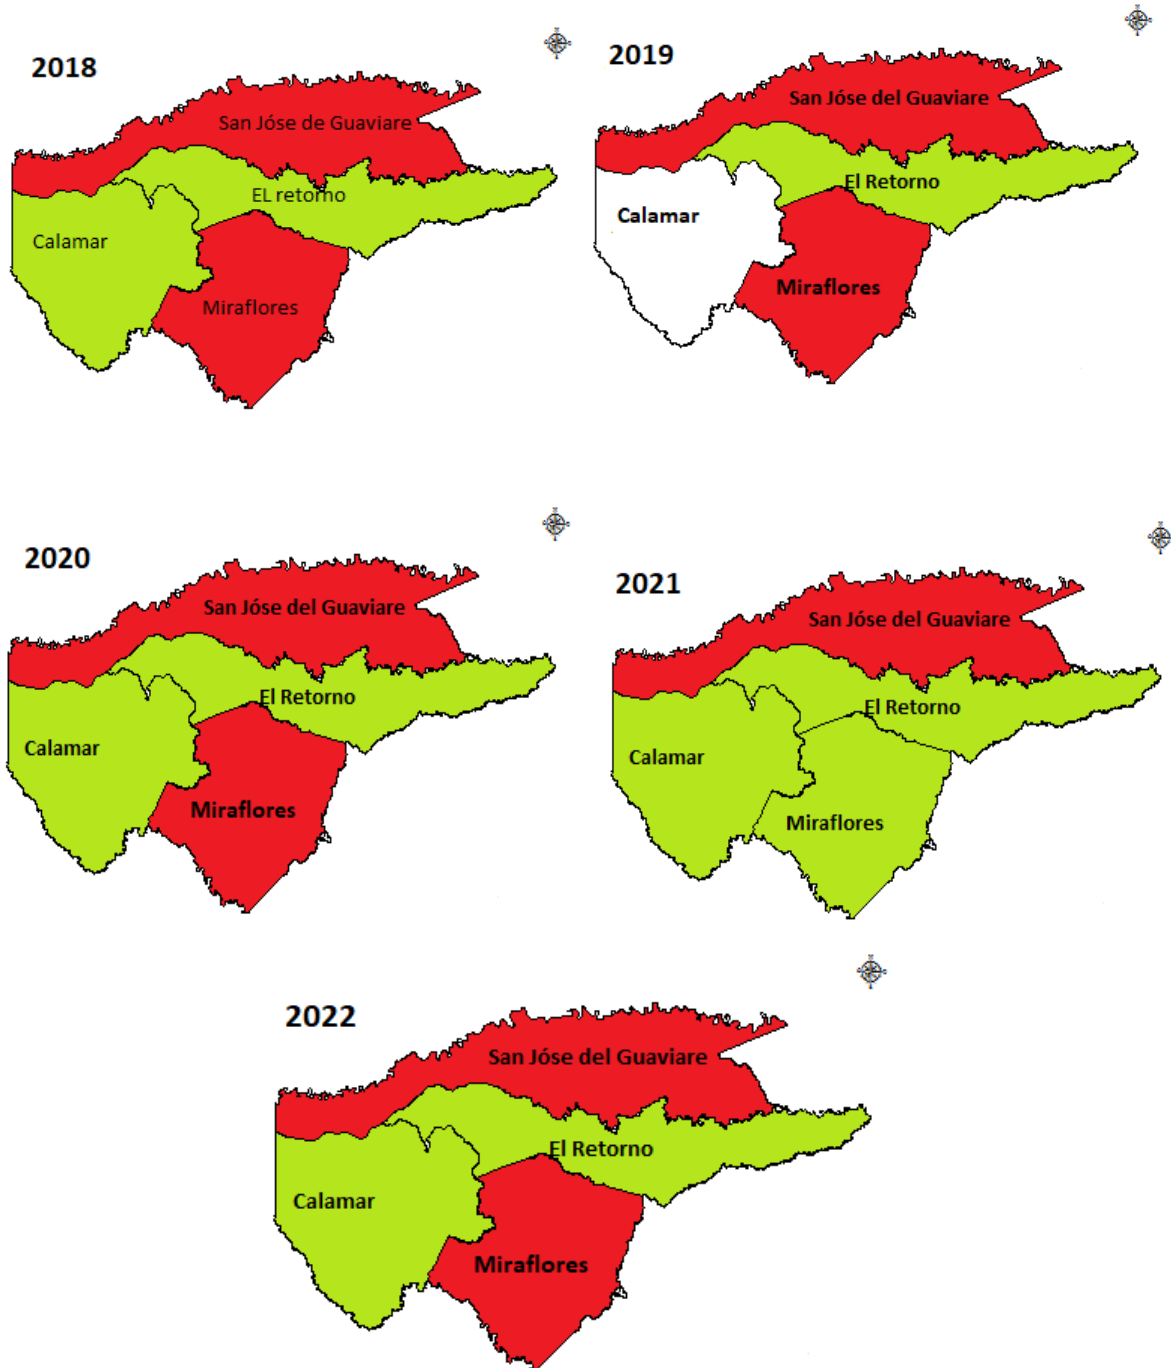 2018
San Jóse de Guaviare
EL retorno
Calamar
Miraflores
2019
San Jóse del Guaviare
El Retorno
Calamar
Miraflores
2020
San Jóse del Guaviare
El Retorno
Calamar
Miraflores
2021
San Jóse del Guaviare
El Retorno
Calamar
Miraflores
2022
San Jóse del Guaviare
El Retorno
Calamar
Miraflores